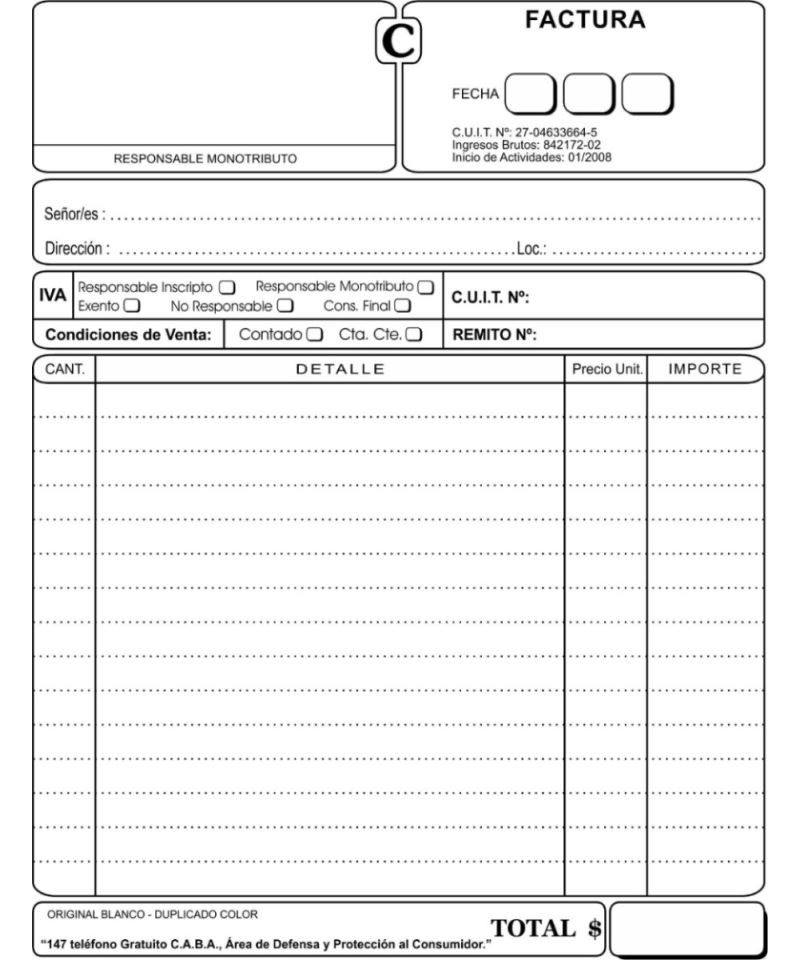 C
FACTURA
FECHA
C.U.I.T. Nº: 27-04633664-5
Ingresos Brutos: 842172-02
Inicio de Actividades: 01/2008
RESPONSABLE MONOTRIBUTO
Señor/es :
Dirección : Loc.:
IVA
Responsable Inscripto Responsable Monotributo
Exento No Responsable Cons. Final
C.U.I.T. Nº:
Condiciones de Venta: Contado Cta. Cte. REMITO Nº:
CANT. DETALLE Precio Unit. IMPORTE
ORIGINAL BLANCO - DUPLICADO COLOR
TOTAL $
“147 teléfono Gratuito C.A.B.A., Área de Defensa y Protección al Consumidor.”